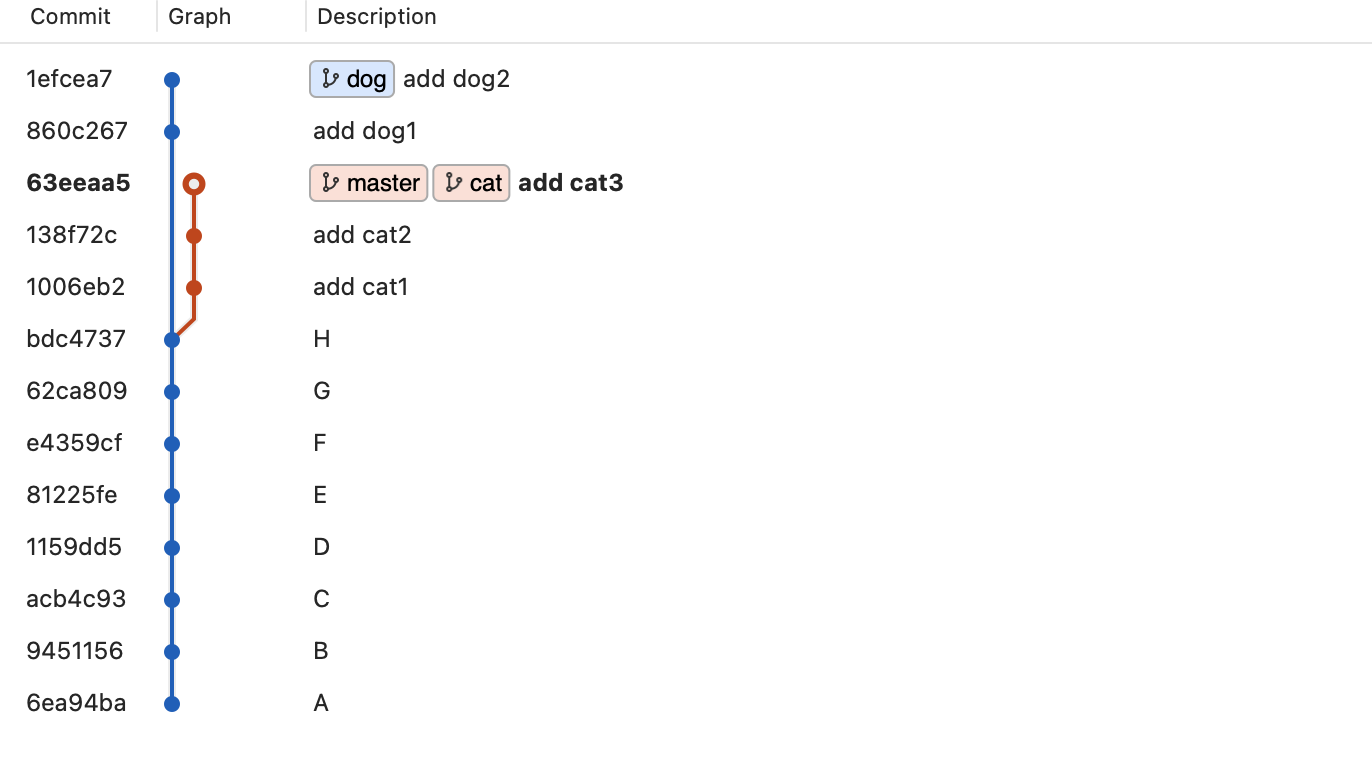 Commit Graph Description
1efcea7 dog add dog2
860c267 add dog1
63eeaa5 master cat add cat3
138f72c add cat2
1006eb2 add cat1
bdc4737 H
62ca809 G
e4359cf F
81225fe E
1159dd5 D
acb4c93 C
9451156 B
6ea94ba A